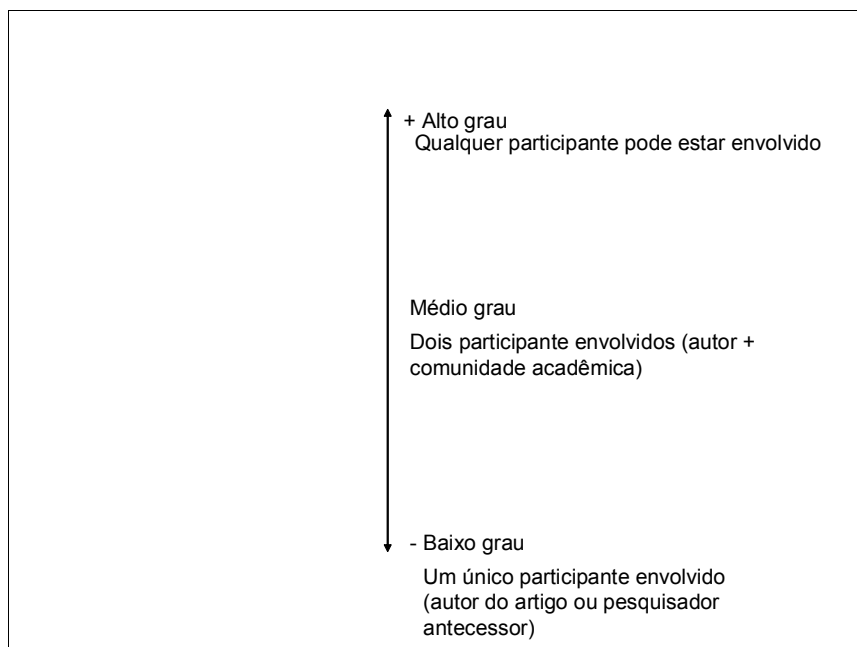 + Alto grau
Qualquer participante pode estar envolvido
Médio grau
Dois participante envolvidos (autor +
comunidade acadêmica)
- Baixo grau
Um único participante envolvido
(autor do artigo ou pesquisador
antecessor)